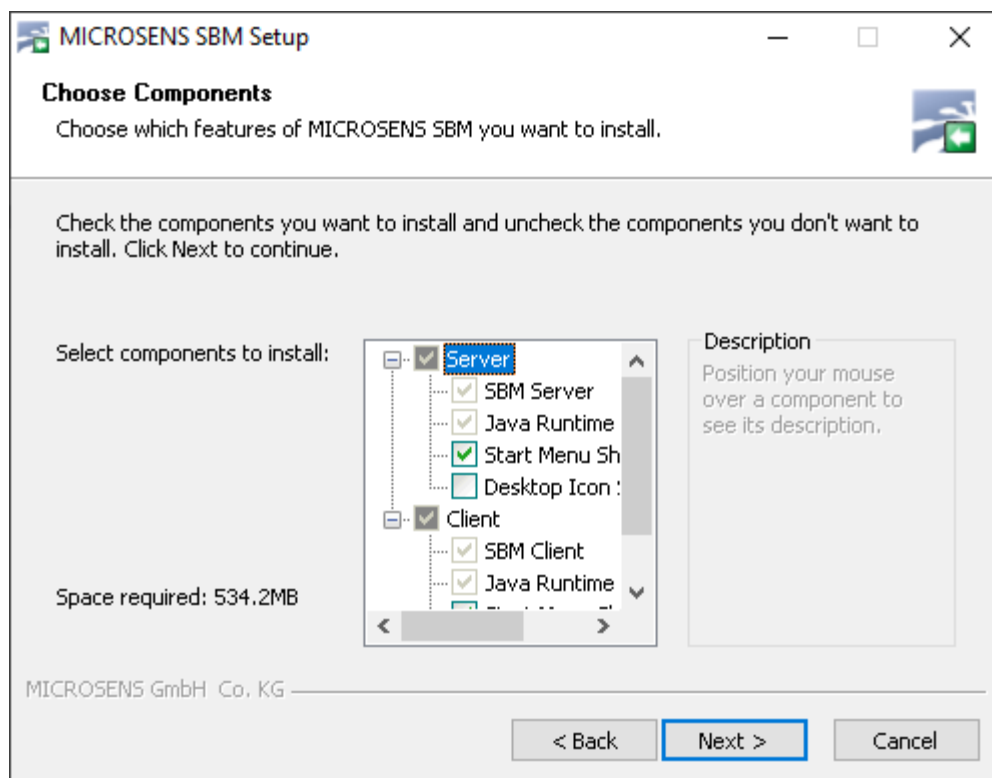 MICROSENS SBM Setup
Choose Components
Choose which features of MICROSENS SBM you want to install.
Check the components you want to install and uncheck the components you don't want to
install. Click Next to continue.
Select components to install:
Server
SBM Server
Java Runtime
Start Menu Sh
Desktop Icon
Client
SBM Client
Java Runtime
Description
Position your mouse
over a component to
see its description.
Space required: 534.2MB
MICROSENS GmbH Co. KG
< Back
Next >
Cancel